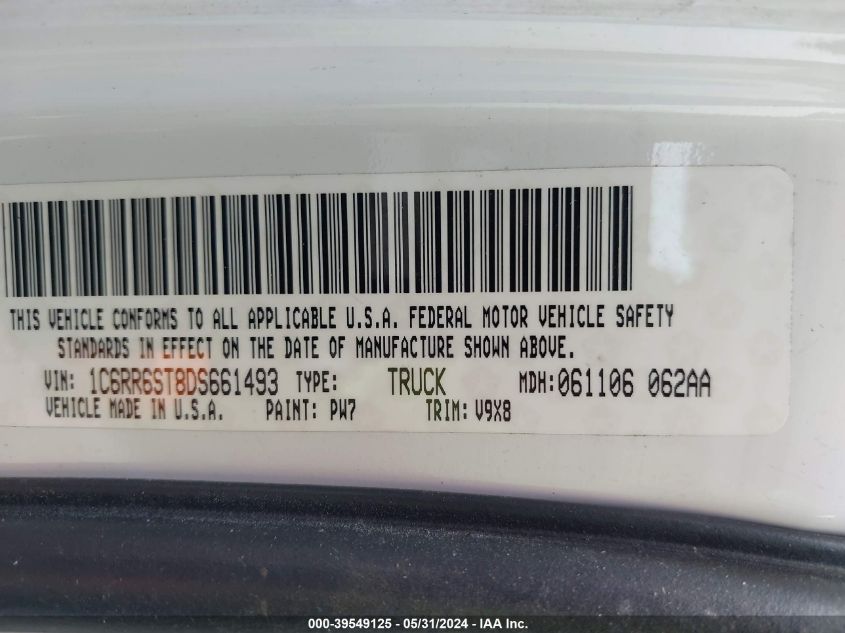 THIS VEHICLE CONFORMS TO ALL APPLICABLE U.S.A. FEDERAL MOTOR VEHICLE SAFETY
STANDARDS IN EFFECT ON THE DATE OF MANUFACTURE SHOWN ABOVE.
VIN: 1C6RR6ST8DS661493 TYPE: TRUCK MDH:061106 062AA
VEHICLE MADE IN U.S.A. PAINT: PW7 TRIM: V9X8
000-39549125 - 05/31/2024 - IAA Inc.